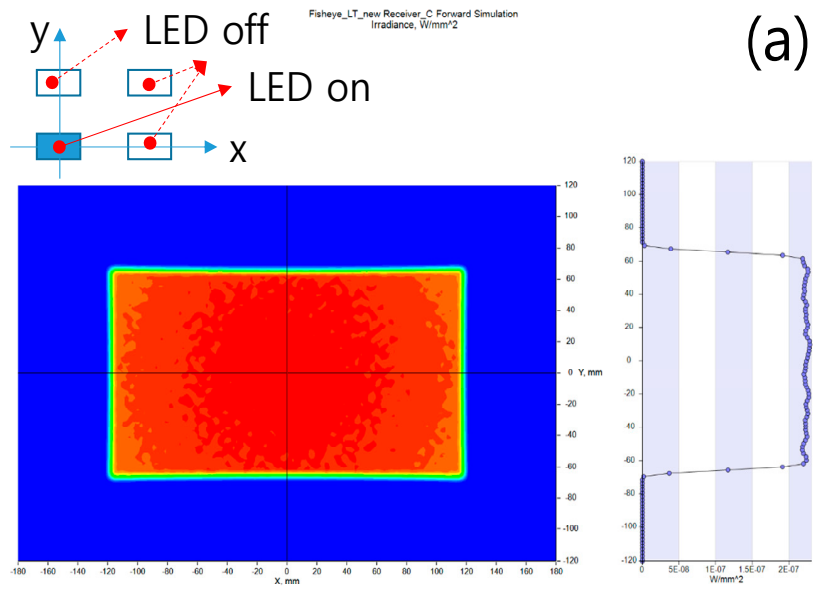 Fisheye_LT_new Receiver_C Forward Simulation
Irradiance, W/mm^2
(a)
y
LED off
LED on
x
120
100
80
60
40
20
0 Y, mm
-20
-40
-60
-80
-100
-120
-180 -160 -140 -120 -100 -80 -60 -40 -20 0 20 40 60 80 100 120 140 160 180
X, mm
120
100
80
60
40
20
0
-20
-40
-60
-80
-100
-120
0 5E-08 1E-07 1.5E-07 2E-07
W/mm^2